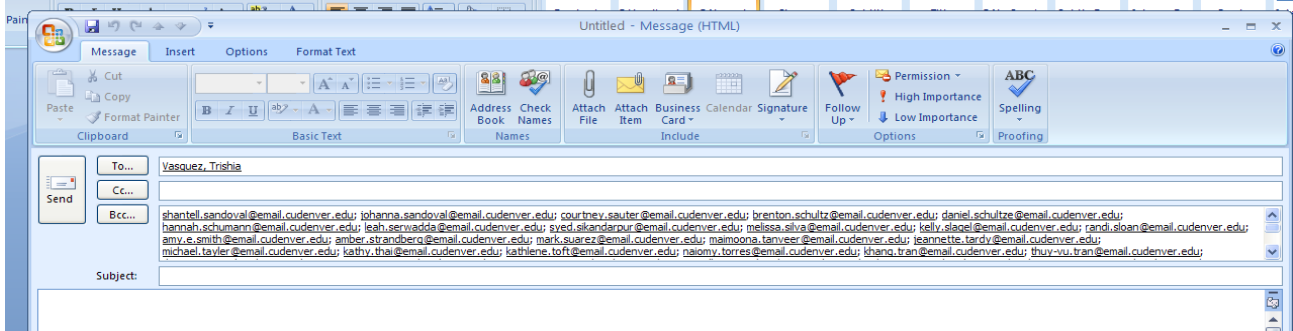 Pain
Untitled - Message (HTML)
Message Insert Options Format Text
Cut
Copy
Paste
Format Painter
Clipboard
B I U
Basic Text
Address Book
Check Names
Names
Attach File
Attach Item
Business Card
Calendar
Signature
Include
Follow Up
Permission
High Importance
Low Importance
Options
ABC
Spelling
Proofing
Send
To... Vasquez, Trishia
Cc...
Bcc... shantell.sandoval@email.cudenver.edu; johanna.sandoval@email.cudenver.edu; courtney.sauter@email.cudenver.edu; brenton.schultz@email.cudenver.edu; daniel.schultze@email.cudenver.edu;
hannah.schumann@email.cudenver.edu; leah.serwadda@email.cudenver.edu; syed.sikandarpur@email.cudenver.edu; melissa.silva@email.cudenver.edu; kelly.slagel@email.cudenver.edu; randi.sloan@email.cudenver.edu;
amy.e.smith@email.cudenver.edu; amber.strandberg@email.cudenver.edu; mark.suarez@email.cudenver.edu; maimoona.tanveer@email.cudenver.edu; jeannette.tardy@email.cudenver.edu;
michael.tayler@email.cudenver.edu; kathy.thai@email.cudenver.edu; kathlene.toft@email.cudenver.edu; naiomy.torres@email.cudenver.edu; khang.tran@email.cudenver.edu; thuy-vu.tran@email.cudenver.edu;
Subject: